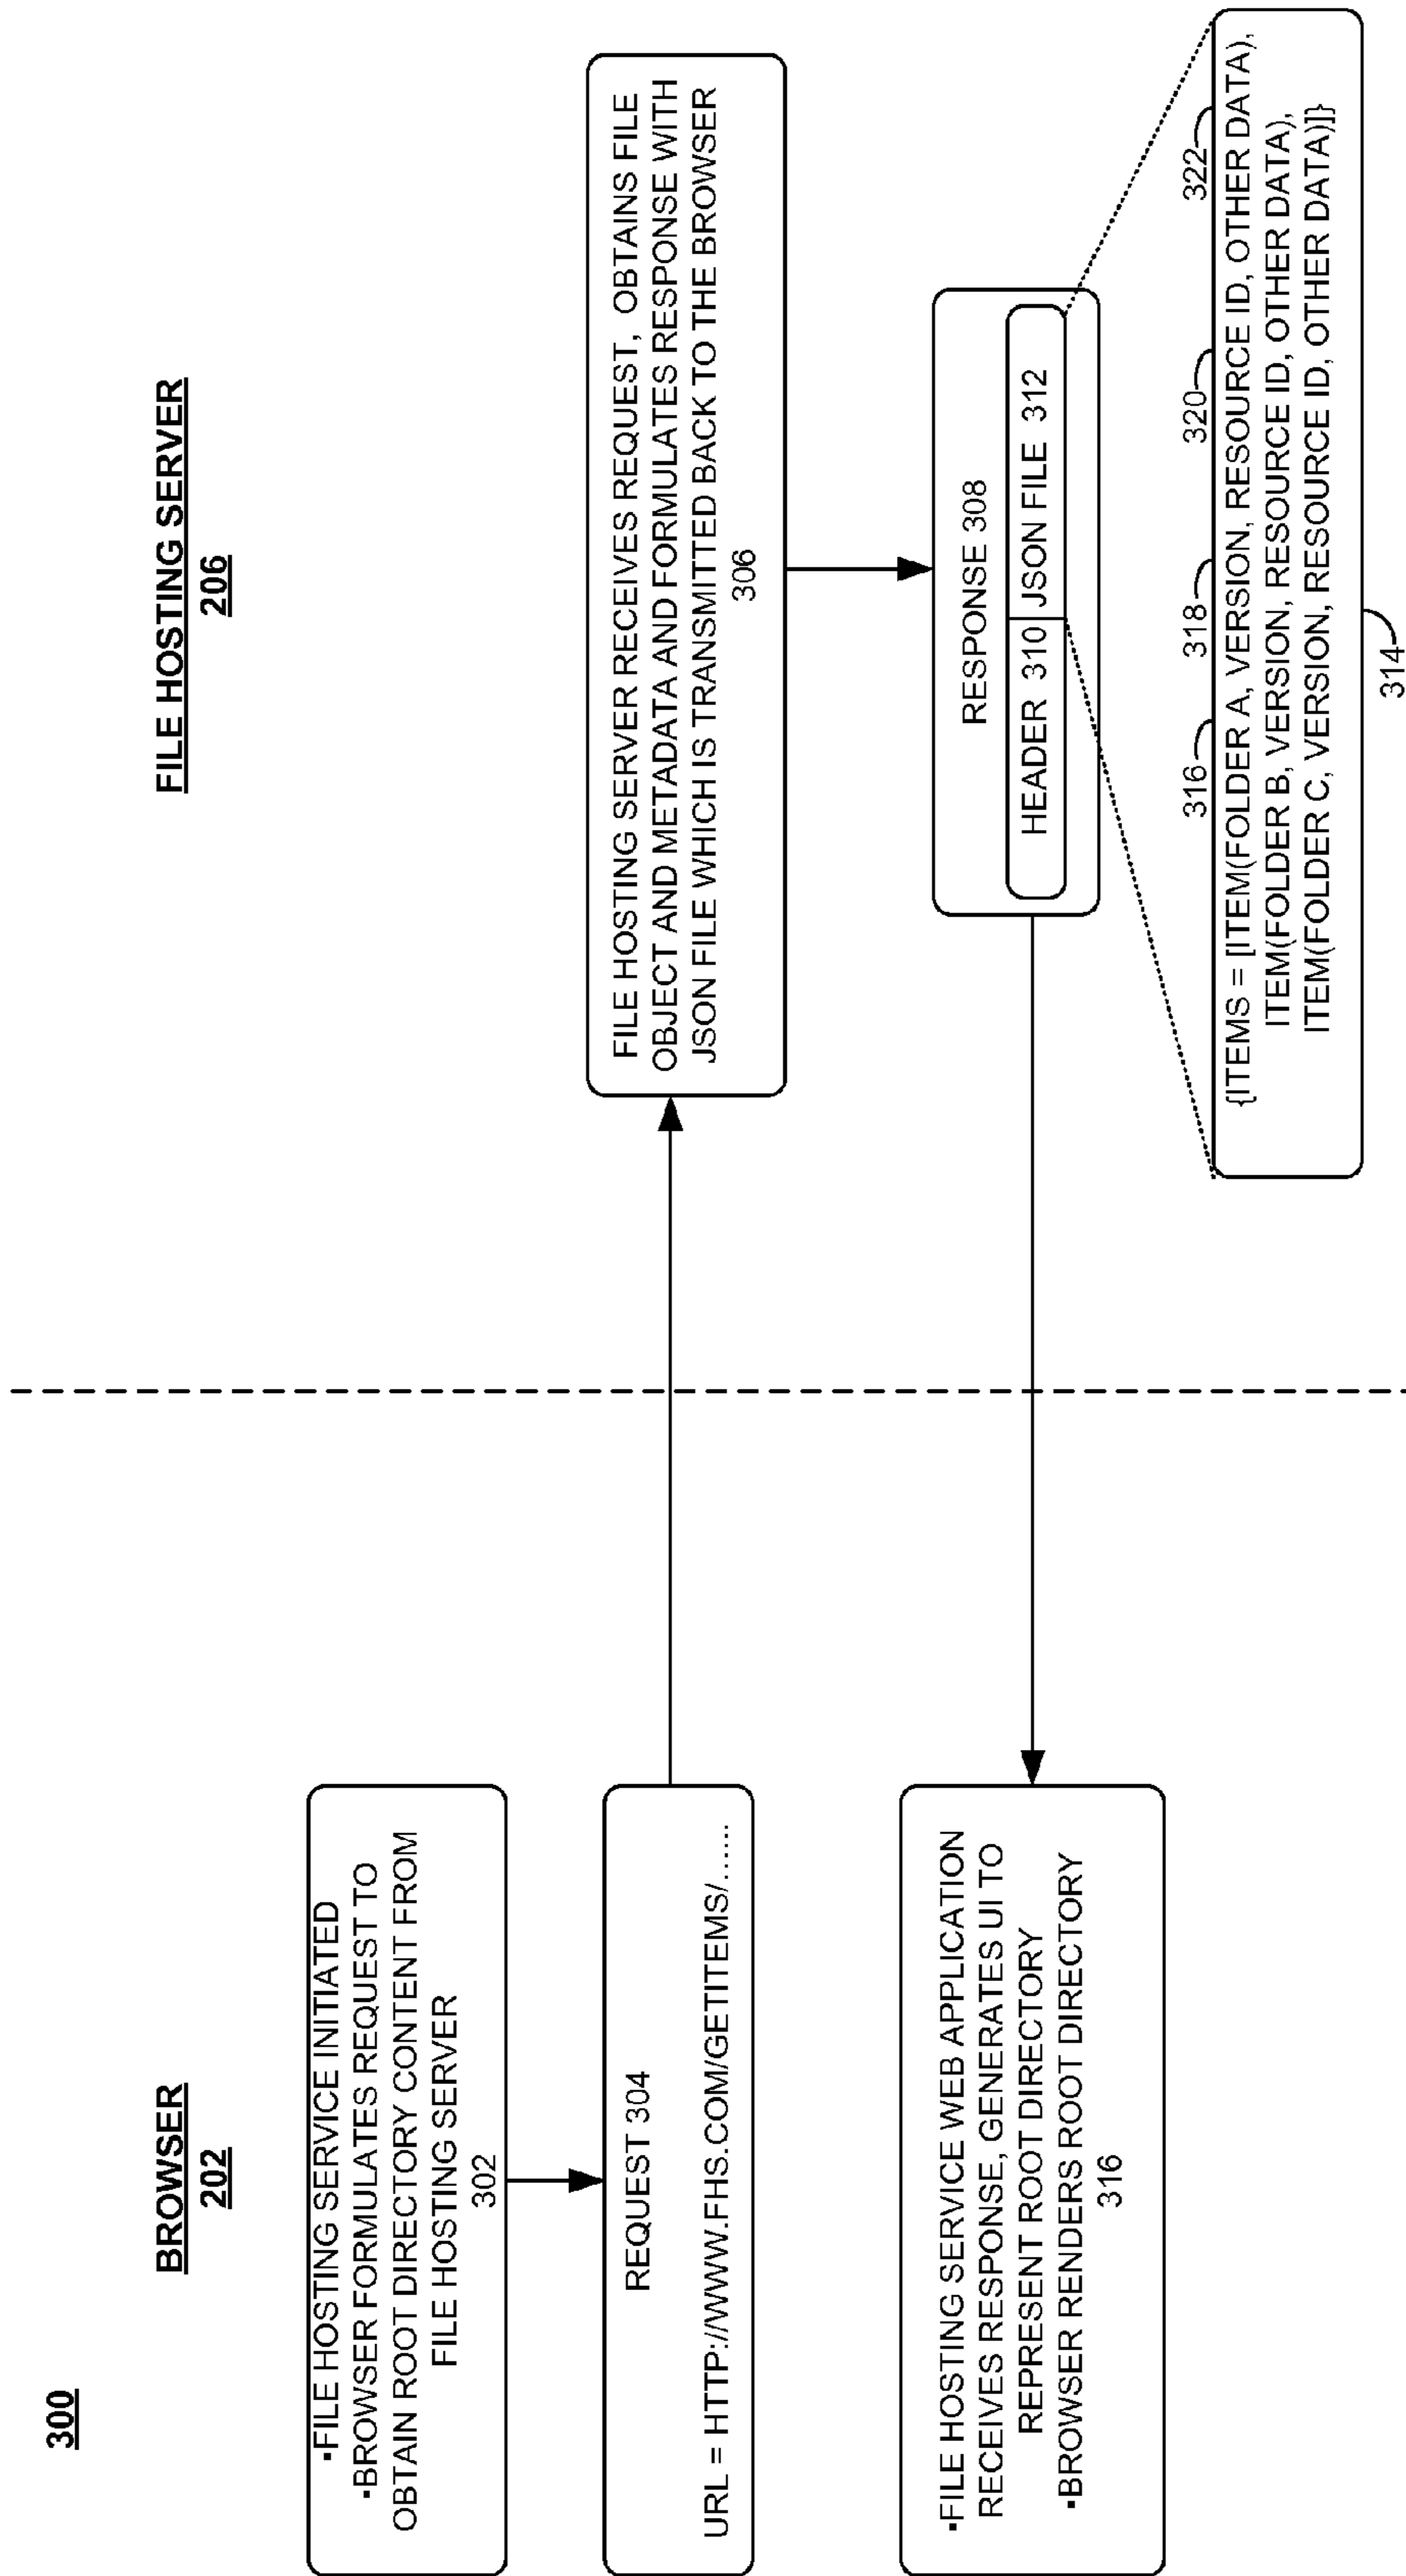 300
BROWSER
202
FILE HOSTING SERVER
206
▪FILE HOSTING SERVICE INITIATED
▪BROWSER FORMULATES REQUEST TO
OBTAIN ROOT DIRECTORY CONTENT FROM
FILE HOSTING SERVER
302
REQUEST 304
URL = HTTP://WWW.FHS.COM/GETITEMS/......
FILE HOSTING SERVER RECEIVES REQUEST, OBTAINS FILE
OBJECT AND METADATA AND FORMULATES RESPONSE WITH
JSON FILE WHICH IS TRANSMITTED BACK TO THE BROWSER
306
RESPONSE 308
HEADER 310 JSON FILE 312
▪FILE HOSTING SERVICE WEB APPLICATION
RECEIVES RESPONSE, GENERATES UI TO
REPRESENT ROOT DIRECTORY
▪BROWSER RENDERS ROOT DIRECTORY
316
316 318 320 322
{ITEMS = [ITEM(FOLDER A, VERSION, RESOURCE ID, OTHER DATA),
ITEM(FOLDER B, VERSION, RESOURCE ID, OTHER DATA),
ITEM(FOLDER C, VERSION, RESOURCE ID, OTHER DATA)]}
314